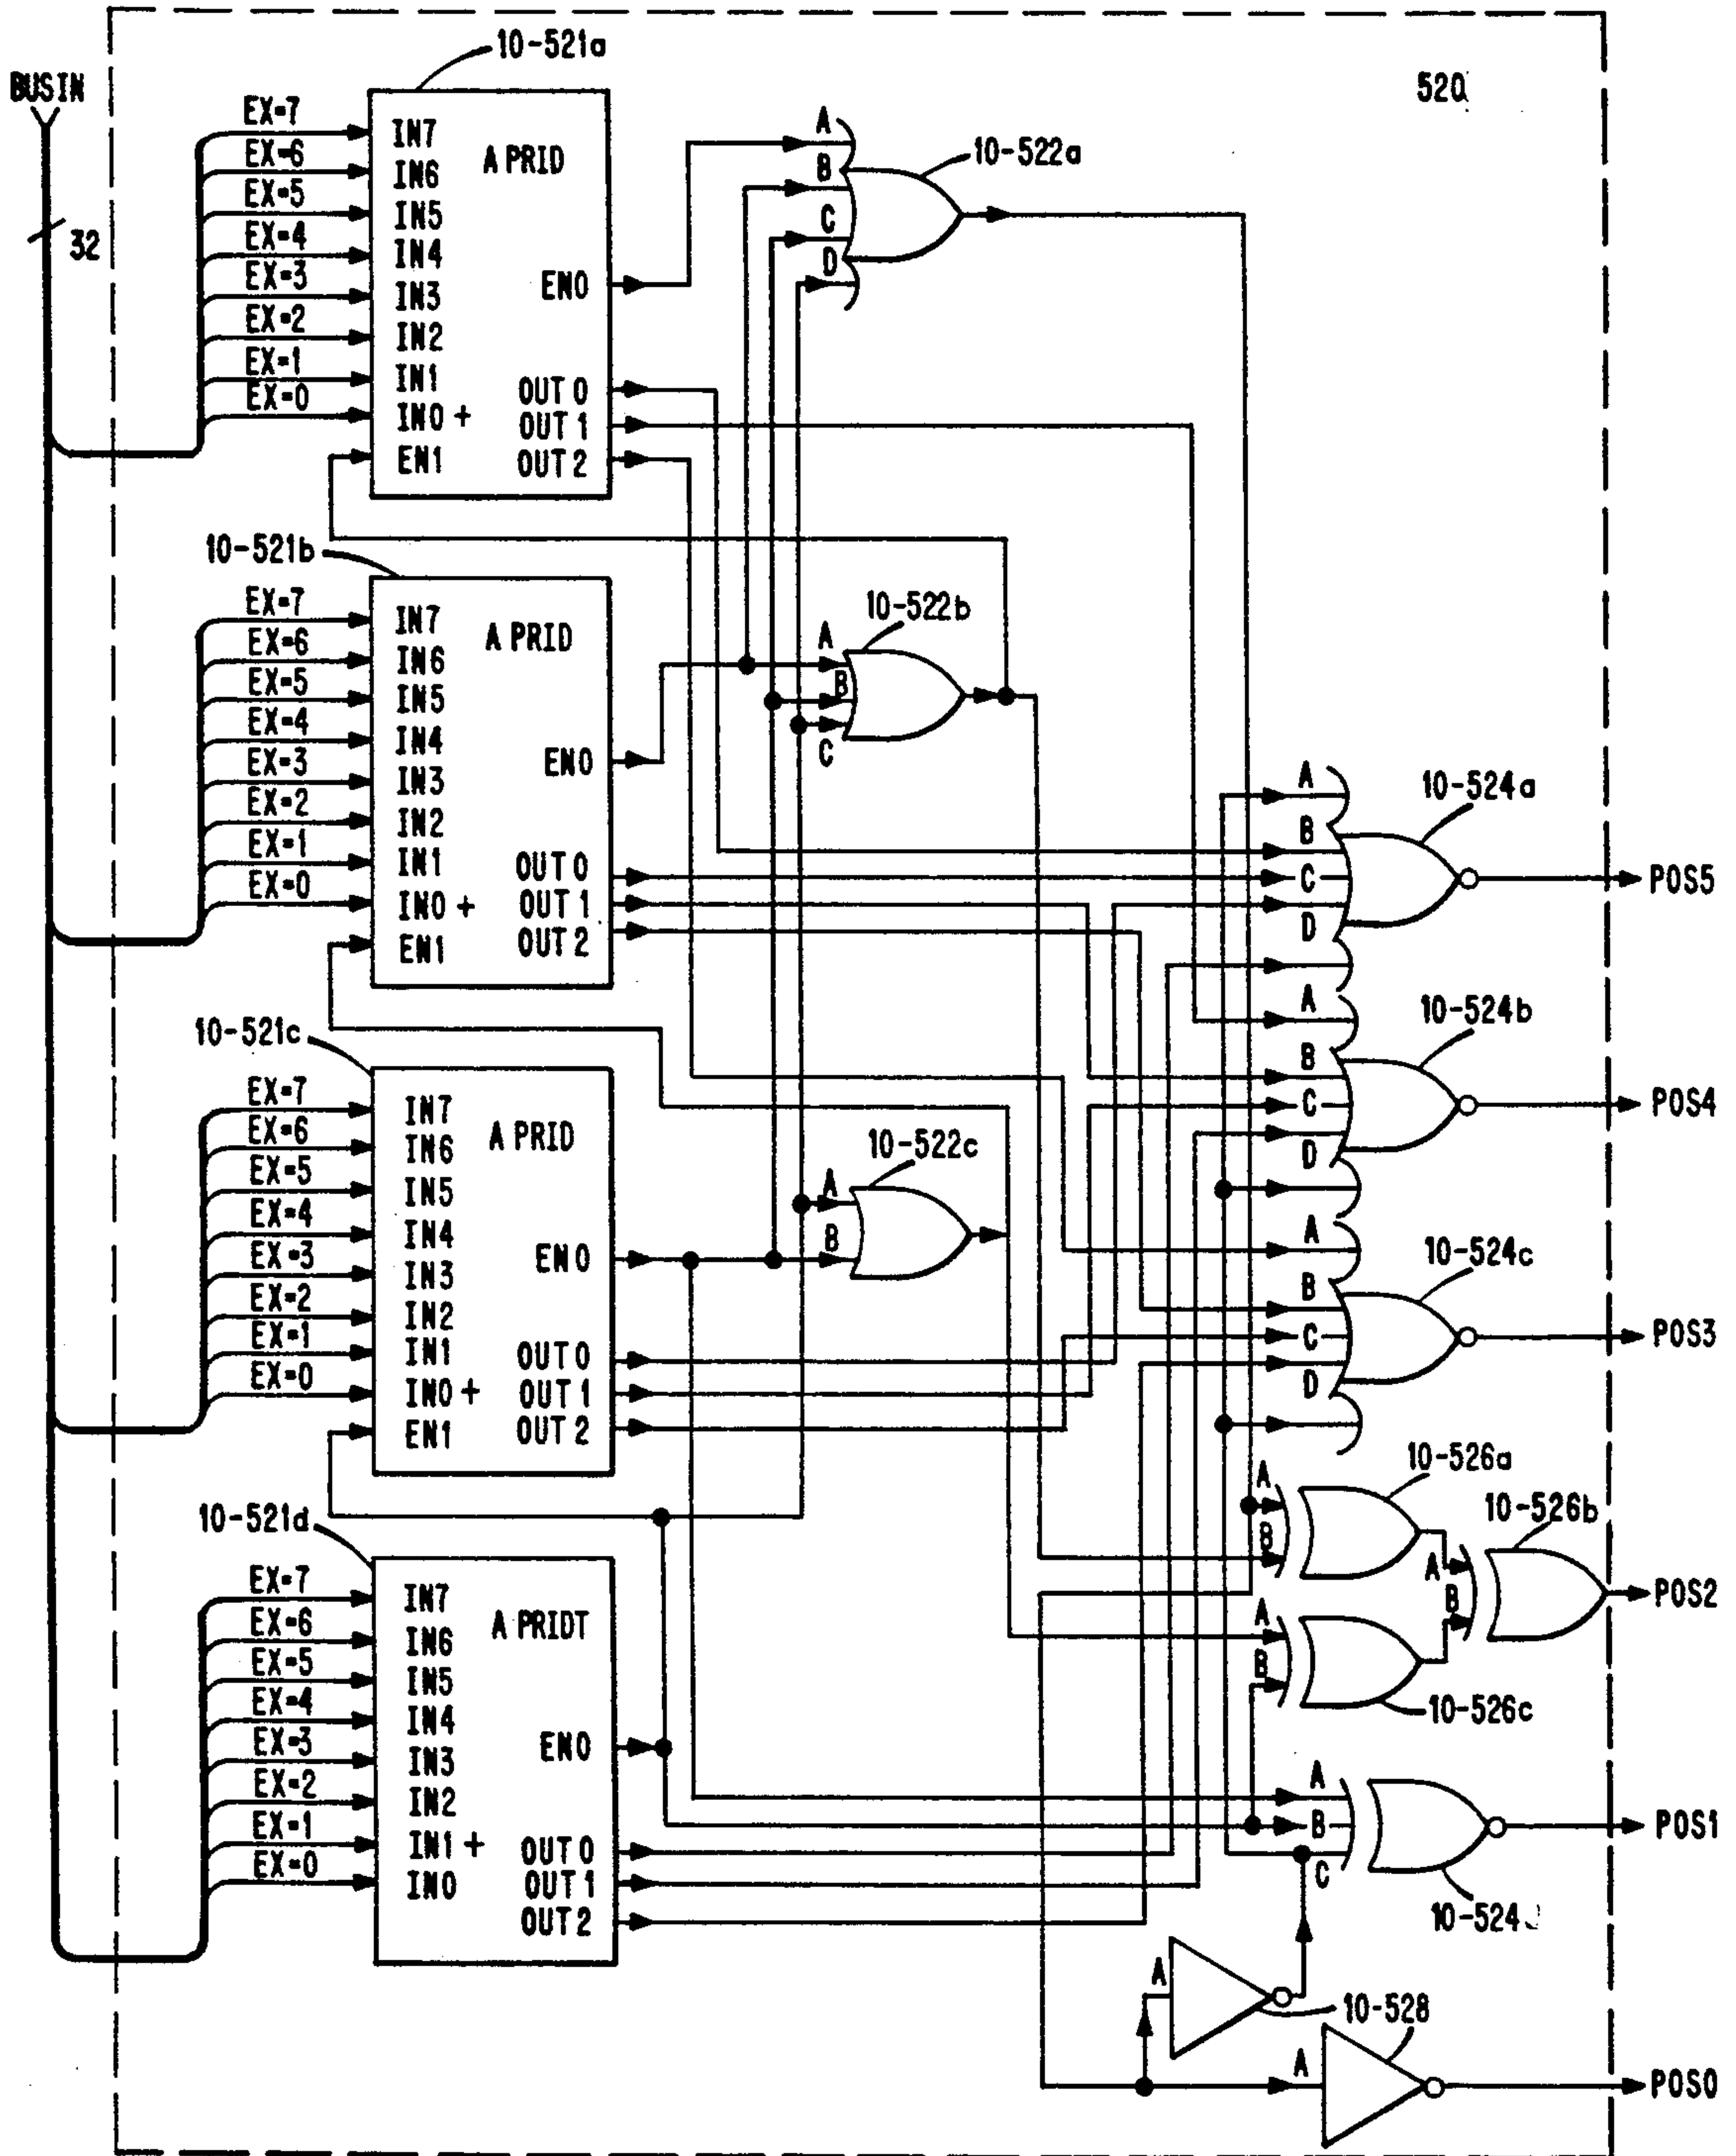 BUSIN
32
520
10-521a
A PRID
EX=7
EX=6
EX=5
EX=4
EX=3
EX=2
EX=1
EX=0
IN7
IN6
IN5
IN4
IN3
IN2
IN1
IN0 +
EN1
EN0
OUT 0
OUT 1
OUT 2
A
B
C
D
10-522a
10-521b
A PRID
EX=7
EX=6
EX=5
EX=4
EX=3
EX=2
EX=1
EX=0
IN7
IN6
IN5
IN4
IN3
IN2
IN1
IN0 +
EN1
EN0
OUT 0
OUT 1
OUT 2
A
B
C
10-522b
10-521c
A PRID
EX=7
EX=6
EX=5
EX=4
EX=3
EX=2
EX=1
EX=0
IN7
IN6
IN5
IN4
IN3
IN2
IN1
IN0 +
EN1
EN0
OUT 0
OUT 1
OUT 2
A
B
10-522c
10-521d
A PRIDT
EX=7
EX=6
EX=5
EX=4
EX=3
EX=2
EX=1
EX=0
IN7
IN6
IN5
IN4
IN3
IN2
IN1 +
IN0
EN0
OUT 0
OUT 1
OUT2
A
B
C
D
10-524a
POS5
A
B
C
D
10-524b
POS4
A
B
C
D
10-524c
POS3
A
B
10-526a
A
B
10-526b
POS2
A
B
10-526c
A
B
C
10-524
POS1
A
10-528
A
POS0